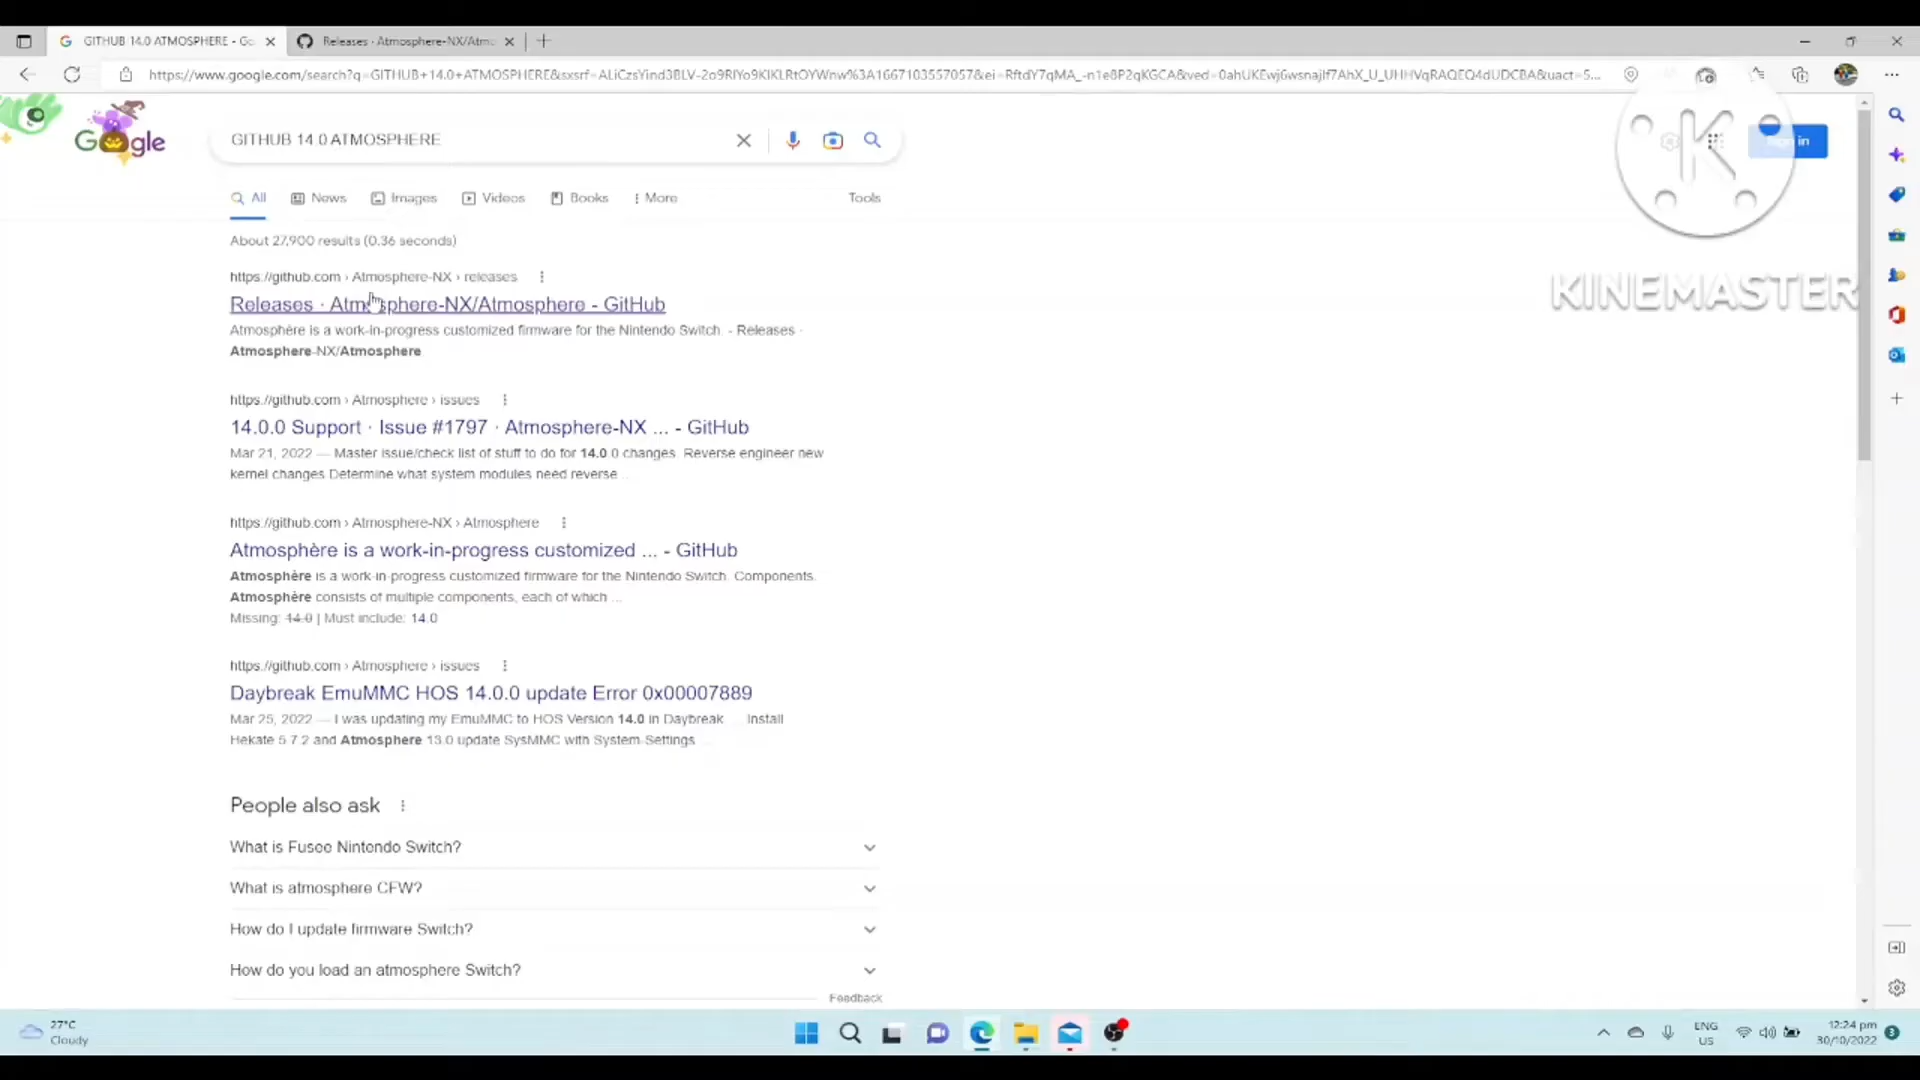 GITHUB 14.0 ATMOSPHERE - Go
Releases · Atmosphere-NX/Atmo
Google
GITHUB 14.0 ATMOSPHERE
in
All
News
Images
Videos
Books
More
Tools
About 27,900 results (0.36 seconds)
https://github.com › Atmosphere-NX › releases
Releases · Atmosphere-NX/Atmosphere - GitHub
Atmosphère is a work-in-progress customized firmware for the Nintendo Switch. - Releases ·
Atmosphere-NX/Atmosphere
KINEMASTER
https://github.com › Atmosphere › issues
14.0.0 Support · Issue #1797 · Atmosphere-NX ... - GitHub
Mar 21, 2022 — Master issue/check list of stuff to do for 14.0 0 changes. Reverse engineer new
kernel changes Determine what system modules need reverse ...
https://github.com › Atmosphere-NX › Atmosphere
Atmosphère is a work-in-progress customized ... - GitHub
Atmosphère is a work-in-progress customized firmware for the Nintendo Switch. Components.
Atmosphère consists of multiple components, each of which ...
Missing: 14.0 | Must include: 14.0
https://github.com › Atmosphere › issues
Daybreak EmuMMC HOS 14.0.0 update Error 0x00007889
Mar 25, 2022 — I was updating my EmuMMC to HOS Version 14.0 in Daybreak ... Install
Hekate 5 7 2 and Atmosphere 13.0 update SysMMC with System Settings ...
People also ask
What is Fusee Nintendo Switch?
What is atmosphere CFW?
How do I update firmware Switch?
How do you load an atmosphere Switch?
Feedback
27°C
Cloudy
ENG
US
12:24 pm
30/10/2022
3